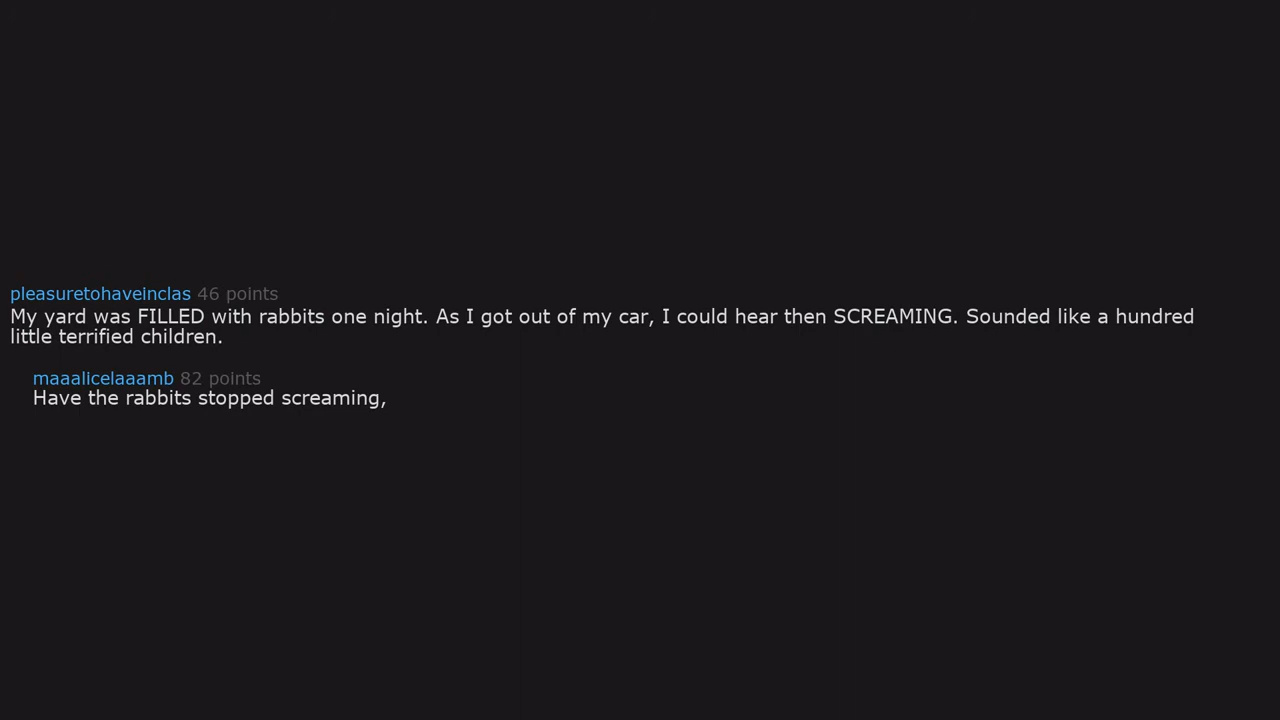 pleasuretohaveinclas 46 points
My yard was FILLED with rabbits one night. As I got out of my car, I could hear then SCREAMING. Sounded like a hundred
little terrified children.
maaalicelaaamb 82 points
Have the rabbits stopped screaming,